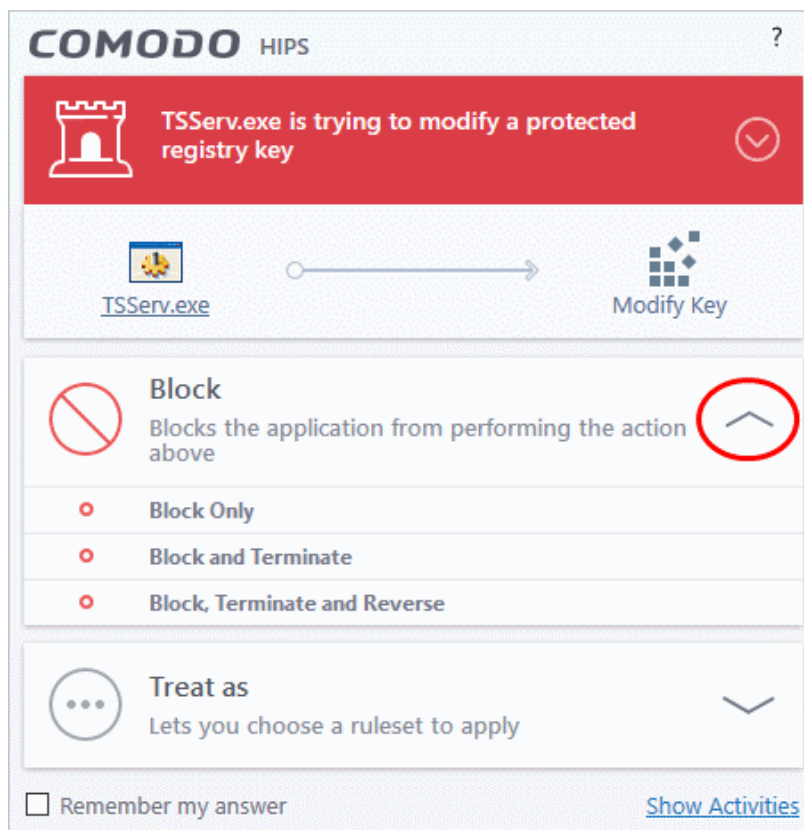 COMODO HIPS ?
TSServ.exe is trying to modify a protected
registry key
TSServ.exe Modify Key
Block
Blocks the application from performing the action
above
Block Only
Block and Terminate
Block, Terminate and Reverse
Treat as
Lets you choose a ruleset to apply
Remember my answer Show Activities